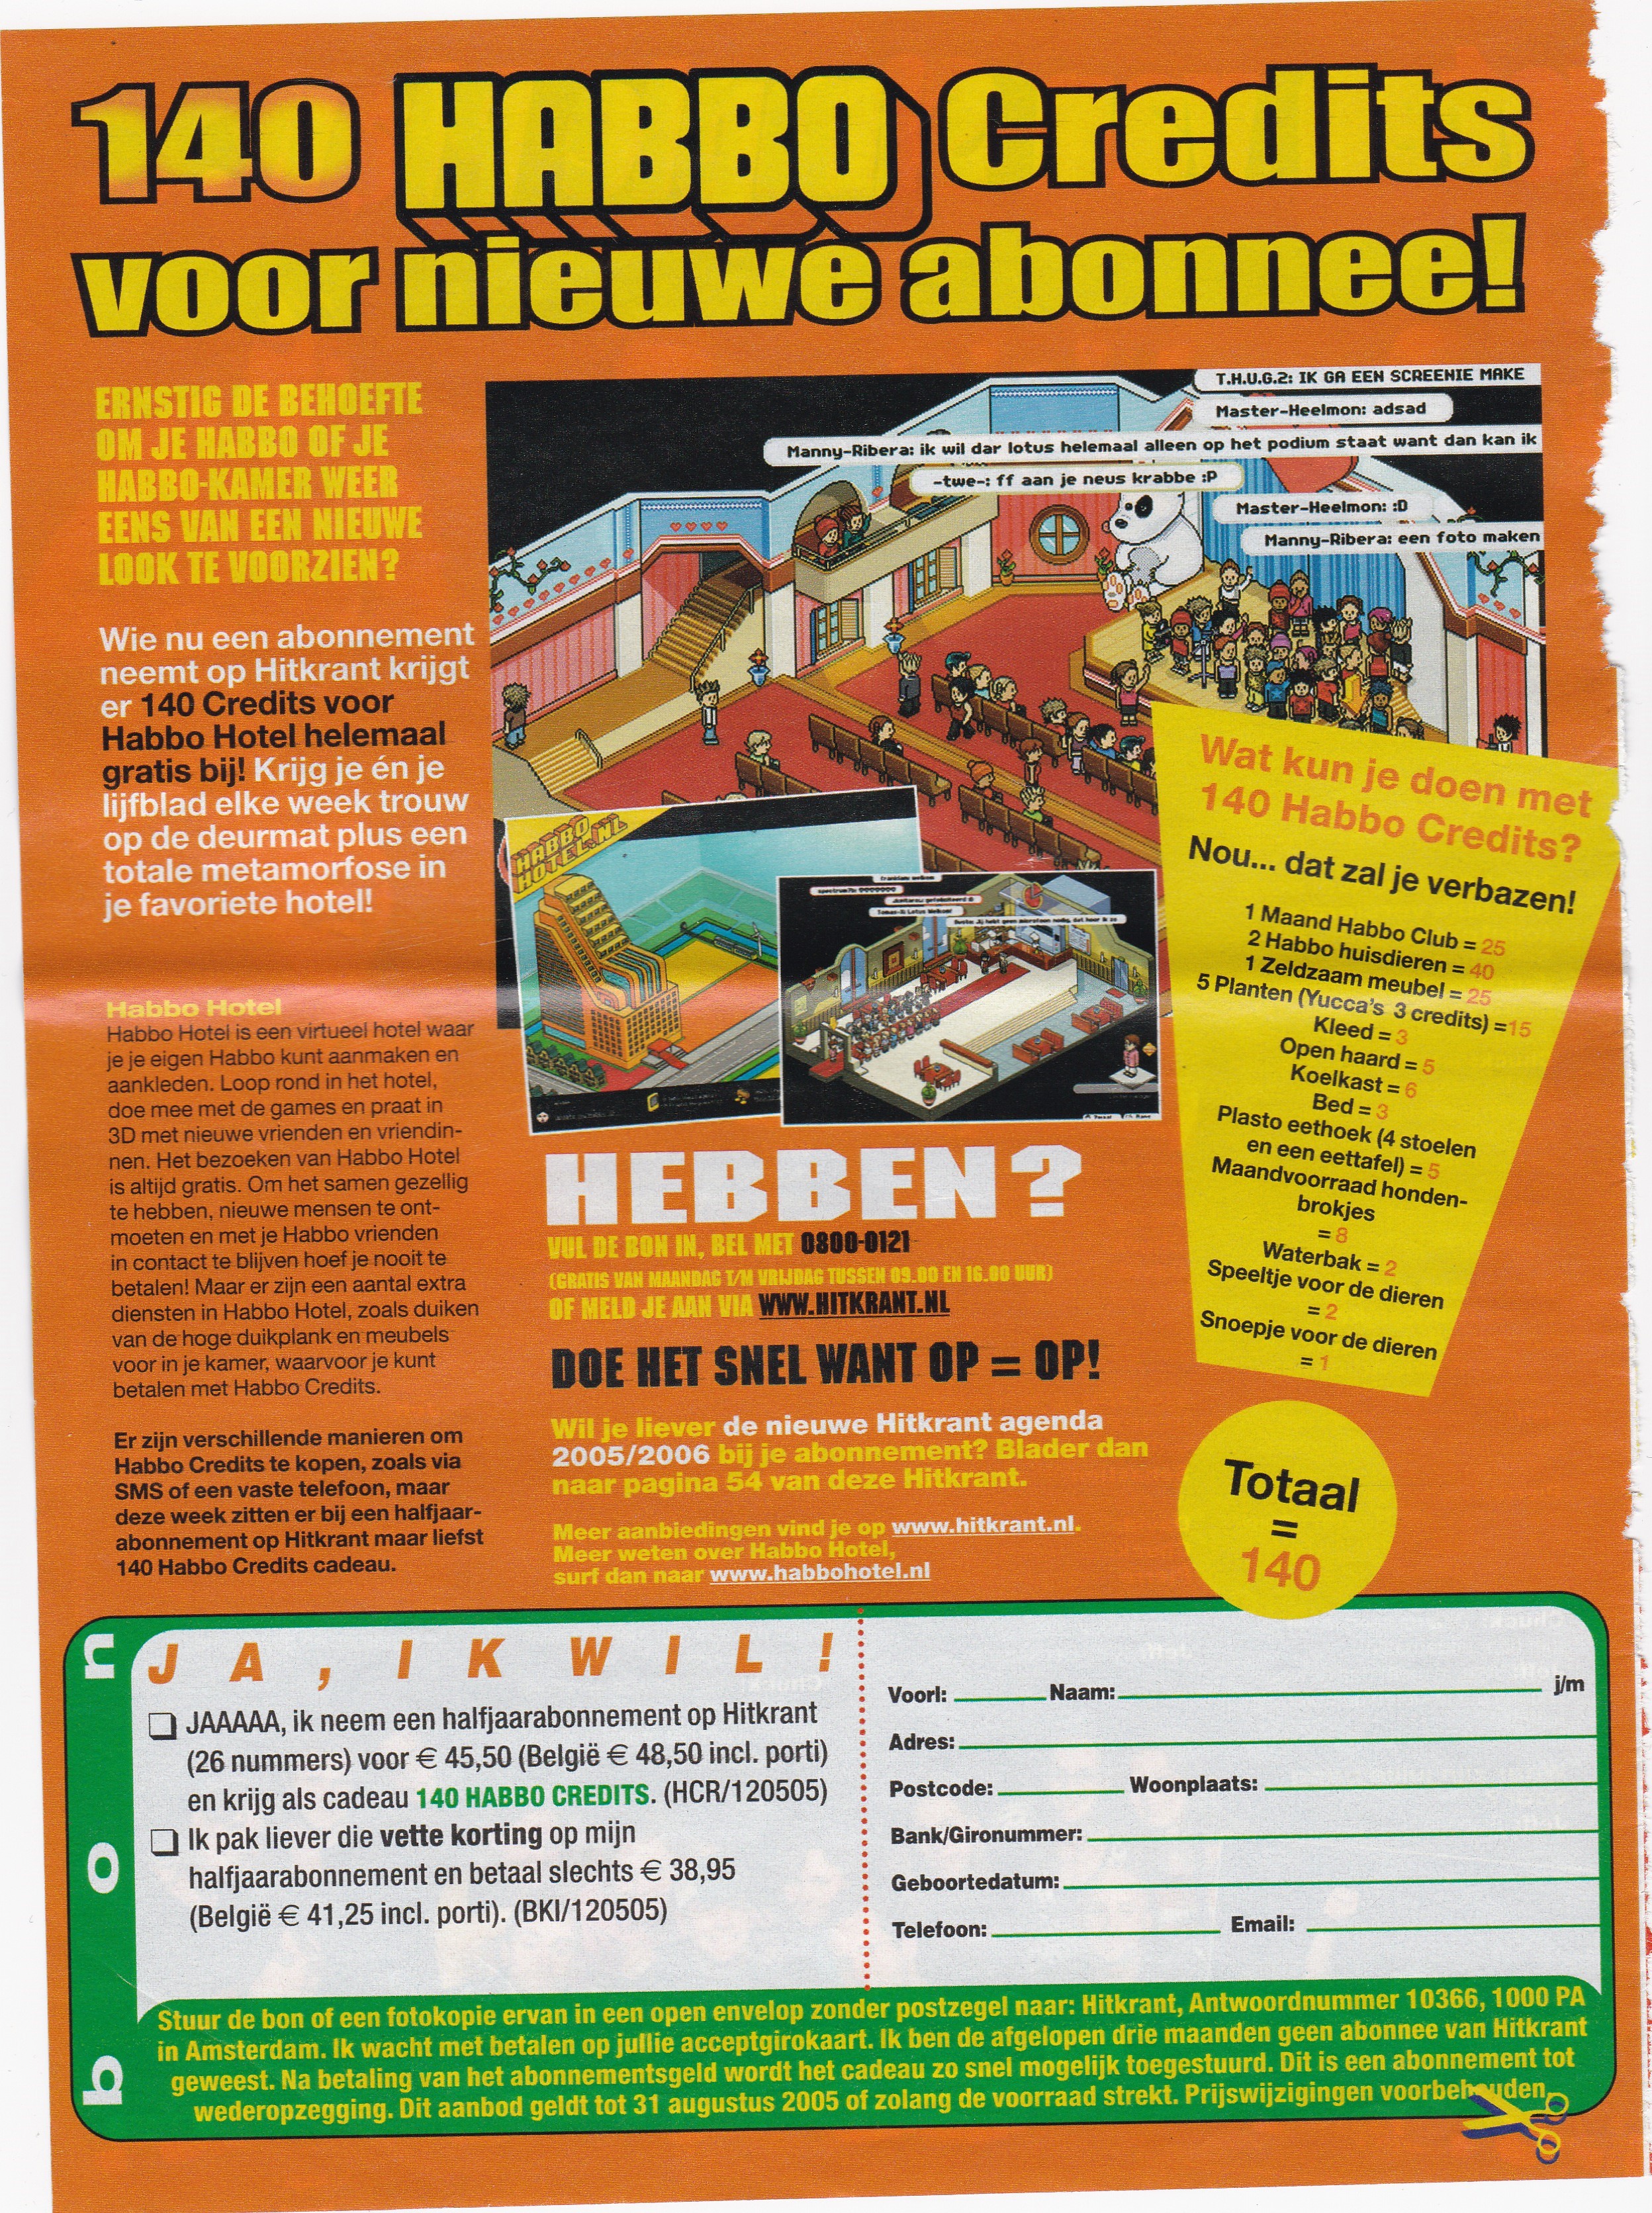 140 HABBO Credits
voor nieuwe abonnee!
ERNSTIG DE BEHOEFTE
OM JE HABBO OF JE
HABBO-KAMER WEER
EENS VAN EEN NIEUWE
LOOK TE VOORZIEN?
Wie nu een abonnement
neemt op Hitkrant krijgt
er 140 Credits voor
Habbo Hotel helemaal
gratis bij! Krijg je én je
lijfblad elke week trouw
op de deurmat plus een
totale metamorfose in
je favoriete hotel!
Habbo Hotel
Habbo Hotel is een virtueel hotel waar
je je eigen Habbo kunt aanmaken en
aankleden. Loop rond in het hotel,
doe mee met de games en praat in
3D met nieuwe vrienden en vriendin-
nen. Het bezoeken van Habbo Hotel
is altijd gratis. Om het samen gezellig
te hebben, nieuwe mensen te ont-
moeten en met je Habbo vrienden
in contact te blijven hoef je nooit te
betalen! Maar er zijn een aantal extra
diensten in Habbo Hotel, zoals duiken
van de hoge duikplank en meubels
voor in je kamer, waarvoor je kunt
betalen met Habbo Credits.
Er zijn verschillende manieren om
Habbo Credits te kopen, zoals via
SMS of een vaste telefoon, maar
deze week zitten er bij een halfjaar-
abonnement op Hitkrant maar liefst
140 Habbo Credits cadeau.
T.H.U.G.2: IK GA EEN SCREENIE MAKE
Master-Heelmon: adsad
Manny-Ribera: ik wil dar lotus helemaal alleen op het podium staat want dan kan ik
-twe-: ff aan je neus krabbe :P
Master-Heelmon: :D
Manny-Ribera: een foto maken
HABBO
HOTEL.NL
HEBBEN?
VUL DE BON IN, BEL MET 0800-0121
(GRATIS VAN MAANDAG T/M VRIJDAG TUSSEN 09.00 EN 16.00 UUR)
OF MELD JE AAN VIA WWW.HITKRANT.NL
DOE HET SNEL WANT OP = OP!
Wil je liever de nieuwe Hitkrant agenda
2005/2006 bij je abonnement? Blader dan
naar pagina 54 van deze Hitkrant.
Meer aanbiedingen vind je op www.hitkrant.nl.
Meer weten over Habbo Hotel,
surf dan naar www.habbohotel.nl
Wat kun je doen met
140 Habbo Credits?
Nou... dat zal je verbazen!
1 Maand Habbo Club = 25
2 Habbo huisdieren = 40
1 Zeldzaam meubel = 25
5 Planten (Yucca's 3 credits) =15
Kleed = 3
Open haard = 5
Koelkast = 6
Bed = 3
Plasto eethoek (4 stoelen
en een eettafel) = 5
Maandvoorraad honden-
brokjes
= 8
Waterbak = 2
Speeltje voor de dieren
= 2
Snoepje voor de dieren
= 1
Totaal
=
140
bon
JA, IK WIL!
JAAAAA, ik neem een halfjaarabonnement op Hitkrant
(26 nummers) voor € 45,50 (België € 48,50 incl. porti)
en krijg als cadeau 140 HABBO CREDITS. (HCR/120505)
Ik pak liever die vette korting op mijn
halfjaarabonnement en betaal slechts € 38,95
(België € 41,25 incl. porti). (BKI/120505)
Voorl: Naam: j/m
Adres:
Postcode: Woonplaats:
Bank/Gironummer:
Geboortedatum:
Telefoon: Email:
Stuur de bon of een fotokopie ervan in een open envelop zonder postzegel naar: Hitkrant, Antwoordnummer 10366, 1000 PA
in Amsterdam. Ik wacht met betalen op jullie acceptgirokaart. Ik ben de afgelopen drie maanden geen abonnee van Hitkrant
geweest. Na betaling van het abonnementsgeld wordt het cadeau zo snel mogelijk toegestuurd. Dit is een abonnement tot
wederopzegging. Dit aanbod geldt tot 31 augustus 2005 of zolang de voorraad strekt. Prijswijzigingen voorbehouden.